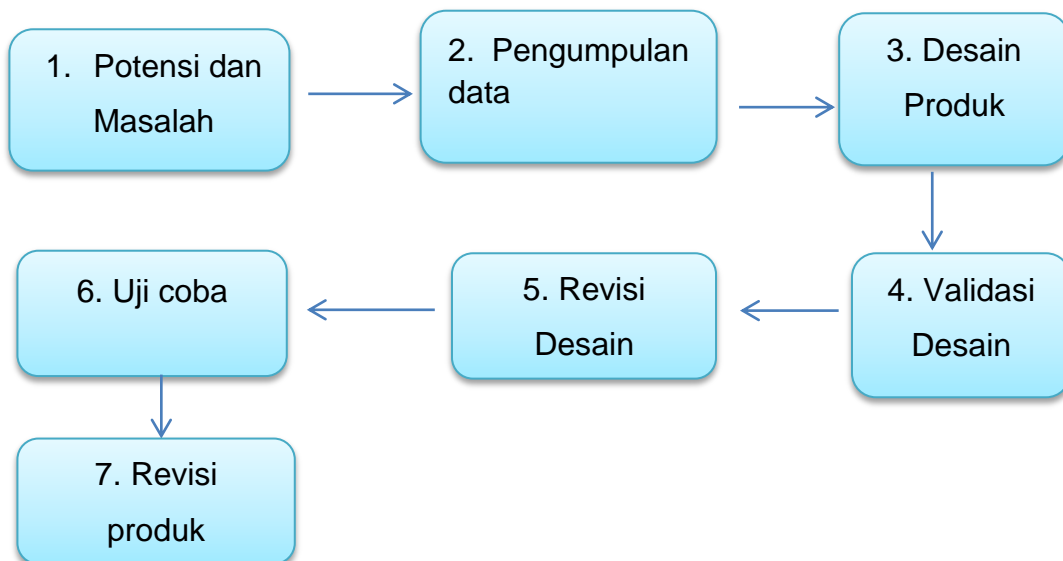 1. Potensi dan
Masalah
2. Pengumpulan
data
3. Desain
Produk
4. Validasi
Desain
5. Revisi
Desain
6. Uji coba
7. Revisi
produk